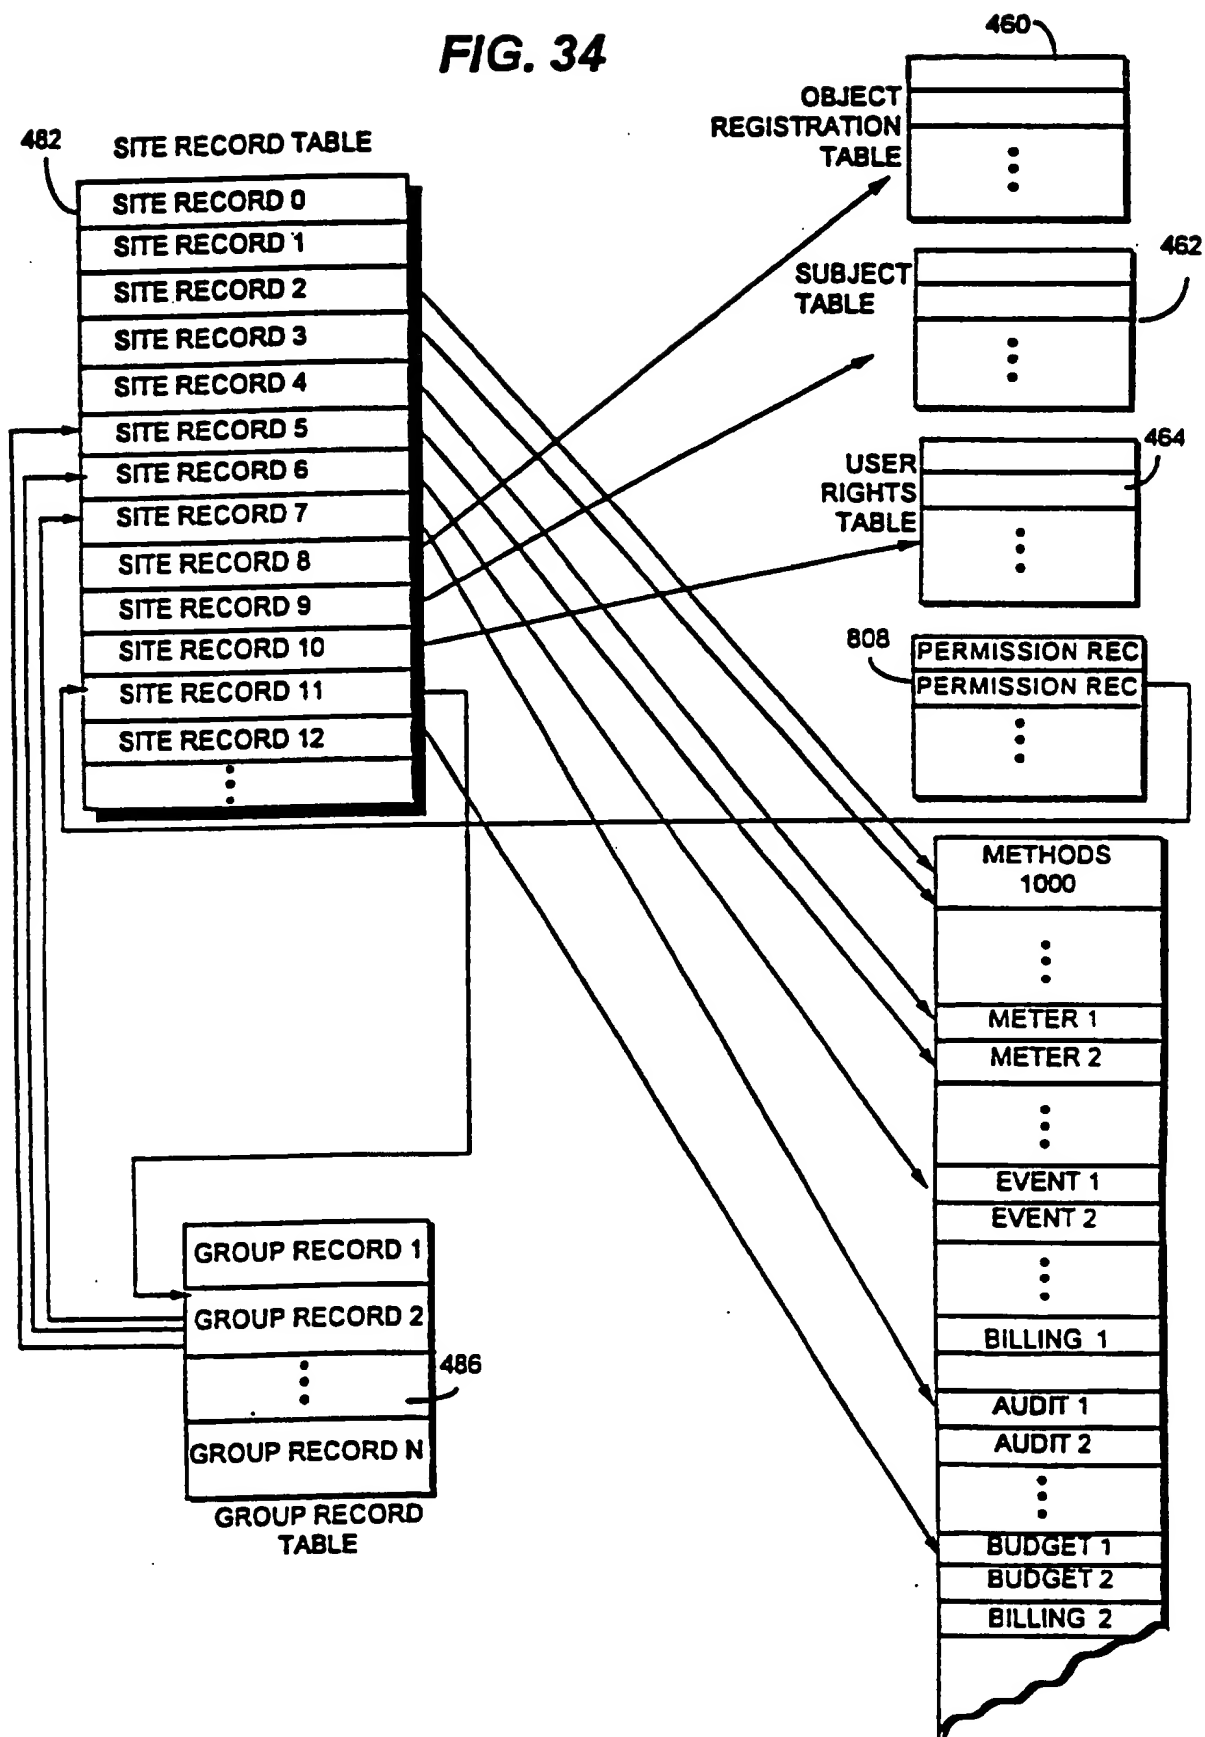 FIG. 34
460
OBJECT
REGISTRATION
TABLE
482
SITE RECORD TABLE
SITE RECORD 0
SITE RECORD 1
SITE RECORD 2
SITE RECORD 3
SITE RECORD 4
SITE RECORD 5
SITE RECORD 6
SITE RECORD 7
SITE RECORD 8
SITE RECORD 9
SITE RECORD 10
SITE RECORD 11
SITE RECORD 12
SUBJECT
TABLE
462
USER
RIGHTS
TABLE
464
808
PERMISSION REC
PERMISSION REC
METHODS
1000
METER 1
METER 2
EVENT 1
EVENT 2
BILLING 1
AUDIT 1
AUDIT 2
BUDGET 1
BUDGET 2
BILLING 2
GROUP RECORD 1
GROUP RECORD 2
486
GROUP RECORD N
GROUP RECORD
TABLE